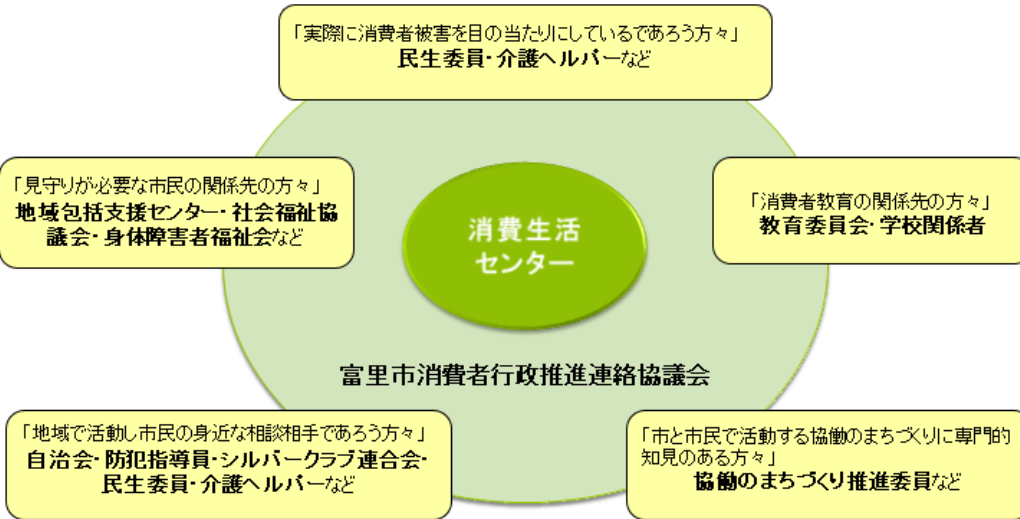 「実際に消費者被害を目の当たりにしているであろう方々」
民生委員・介護ヘルパーなど
「見守りが必要な市民の関係先の方々」
地域包括支援センター・社会福祉協
議会・身体障害者福祉会など
「消費者教育の関係先の方々」
教育委員会・学校関係者
消費生活
センター
富里市消費者行政推進連絡協議会
「地域で活動し市民の身近な相談相手であろう方々」
自治会・防犯指導員・シルバークラブ連合会・
民生委員・介護ヘルパーなど
「市と市民で活動する協働のまちづくりに専門的
知見のある方々」
協働のまちづくり推進委員など